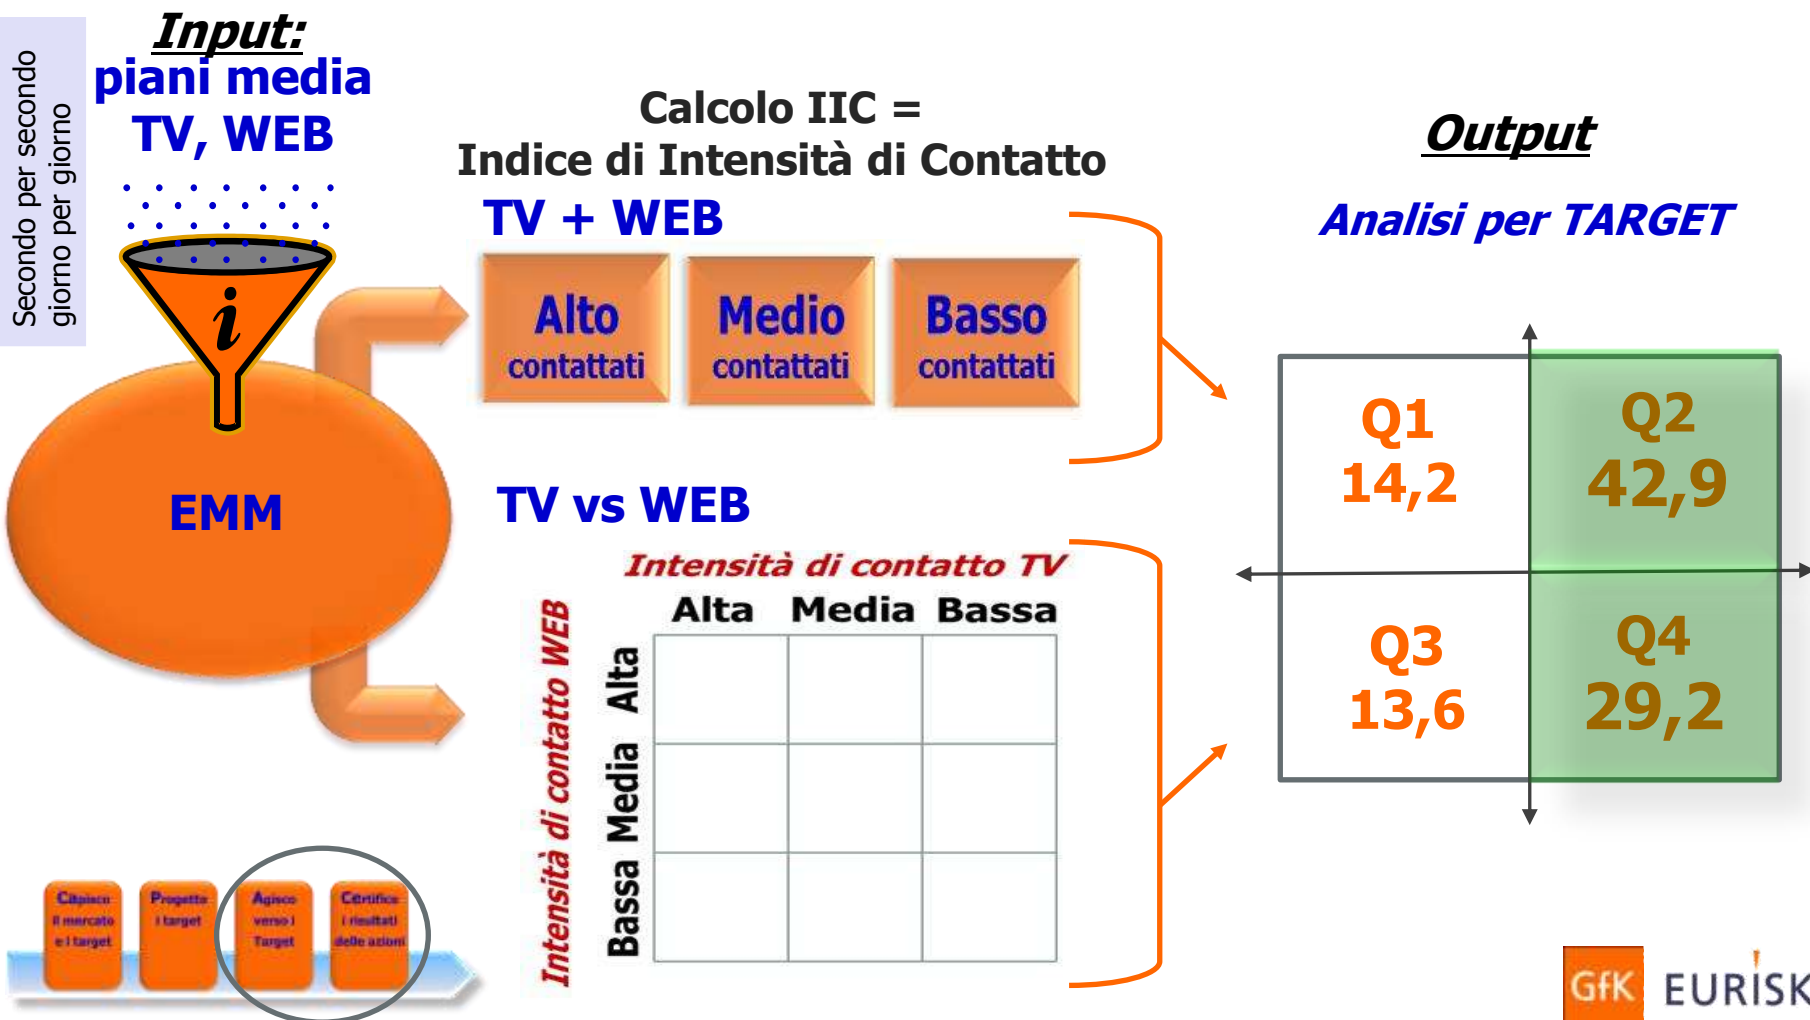 Secondo per secondo
giorno per giorno
Input:
piani media
TV, WEB
i
EMM
Calcolo IIC =
Indice di Intensità di Contatto
TV + WEB
Alto
contattati
Medio
contattati
Basso
contattati
TV vs WEB
Intensità di contatto TV
Alta Media Bassa
Intensità di contatto WEB
Alta
Media
Bassa
Output
Analisi per TARGET
Q1
14,2
Q2
42,9
Q3
13,6
Q4
29,2
Capisco
il mercato
e i target
Progetto
i target
Agisco
verso i
Target
Certifico
i risultati
delle azioni
GfK EURISK